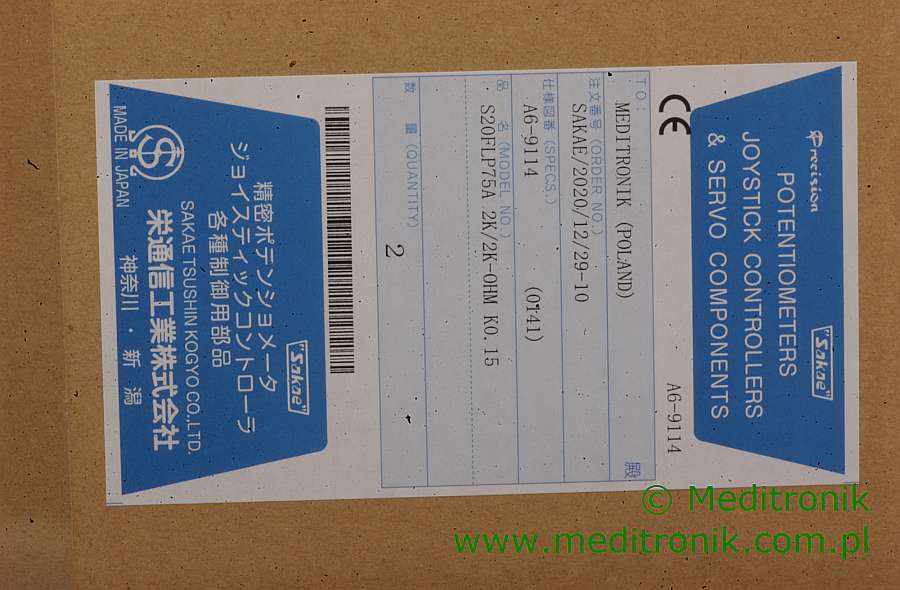 Precision
POTENTIOMETERS
JOYSTICK CONTROLLERS
& SERVO COMPONENTS
"Sakae"
CE
A6-9114
TO:
MEDITRONIK (POLAND)
殿
注文番号 (ORDER NO.)
SAKAE/2020/12/29-10
仕様図番 (SPECS.)
A6-9114 (0141)
品 名 (MODEL NO.)
S20FLP75A 2K/2K-OHM K0.15
数 量 (QUANTITY)
2
"Sakae"
精密ポテンショメータ
ジョイスティックコントローラ
各種制御用部品
SAKAE TSUSHIN KOGYO CO.,LTD.
栄通信工業株式会社
MADE IN JAPAN
神奈川・新潟
© Meditronik
www.meditronik.com.pl